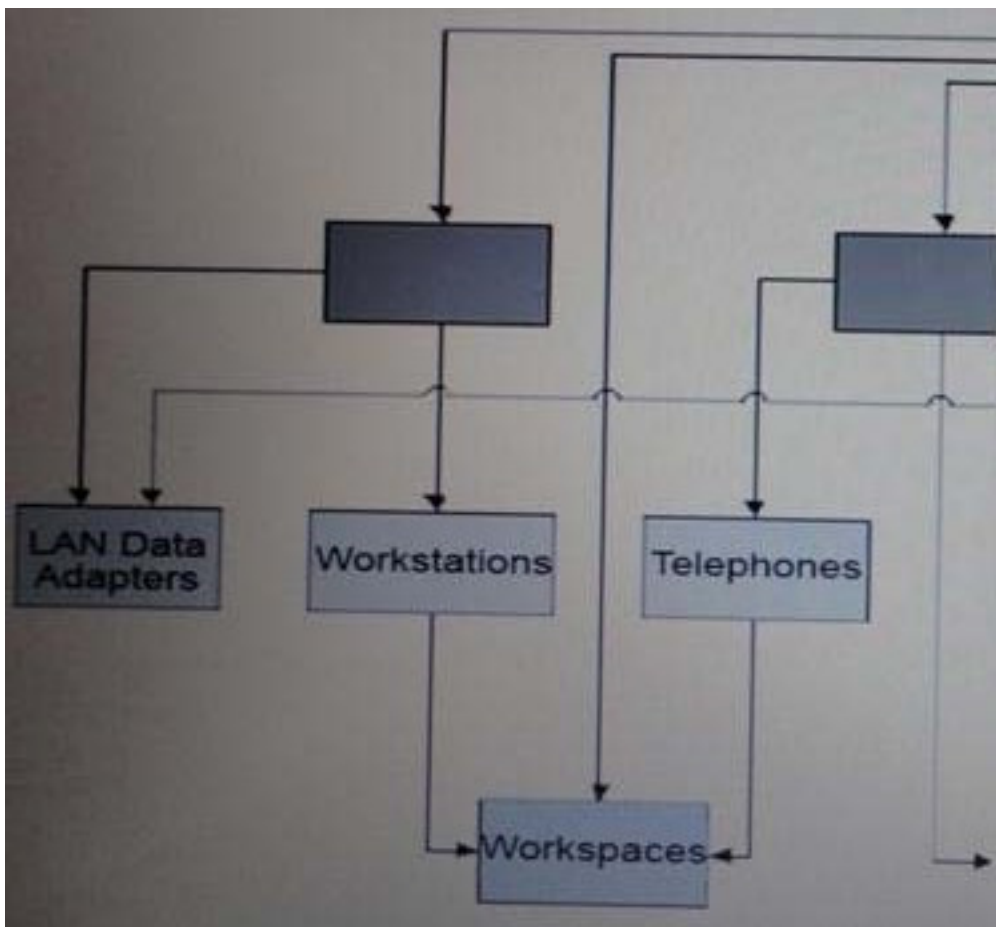 LAN Data
Adapters
Workstations
Telephones
Workspaces